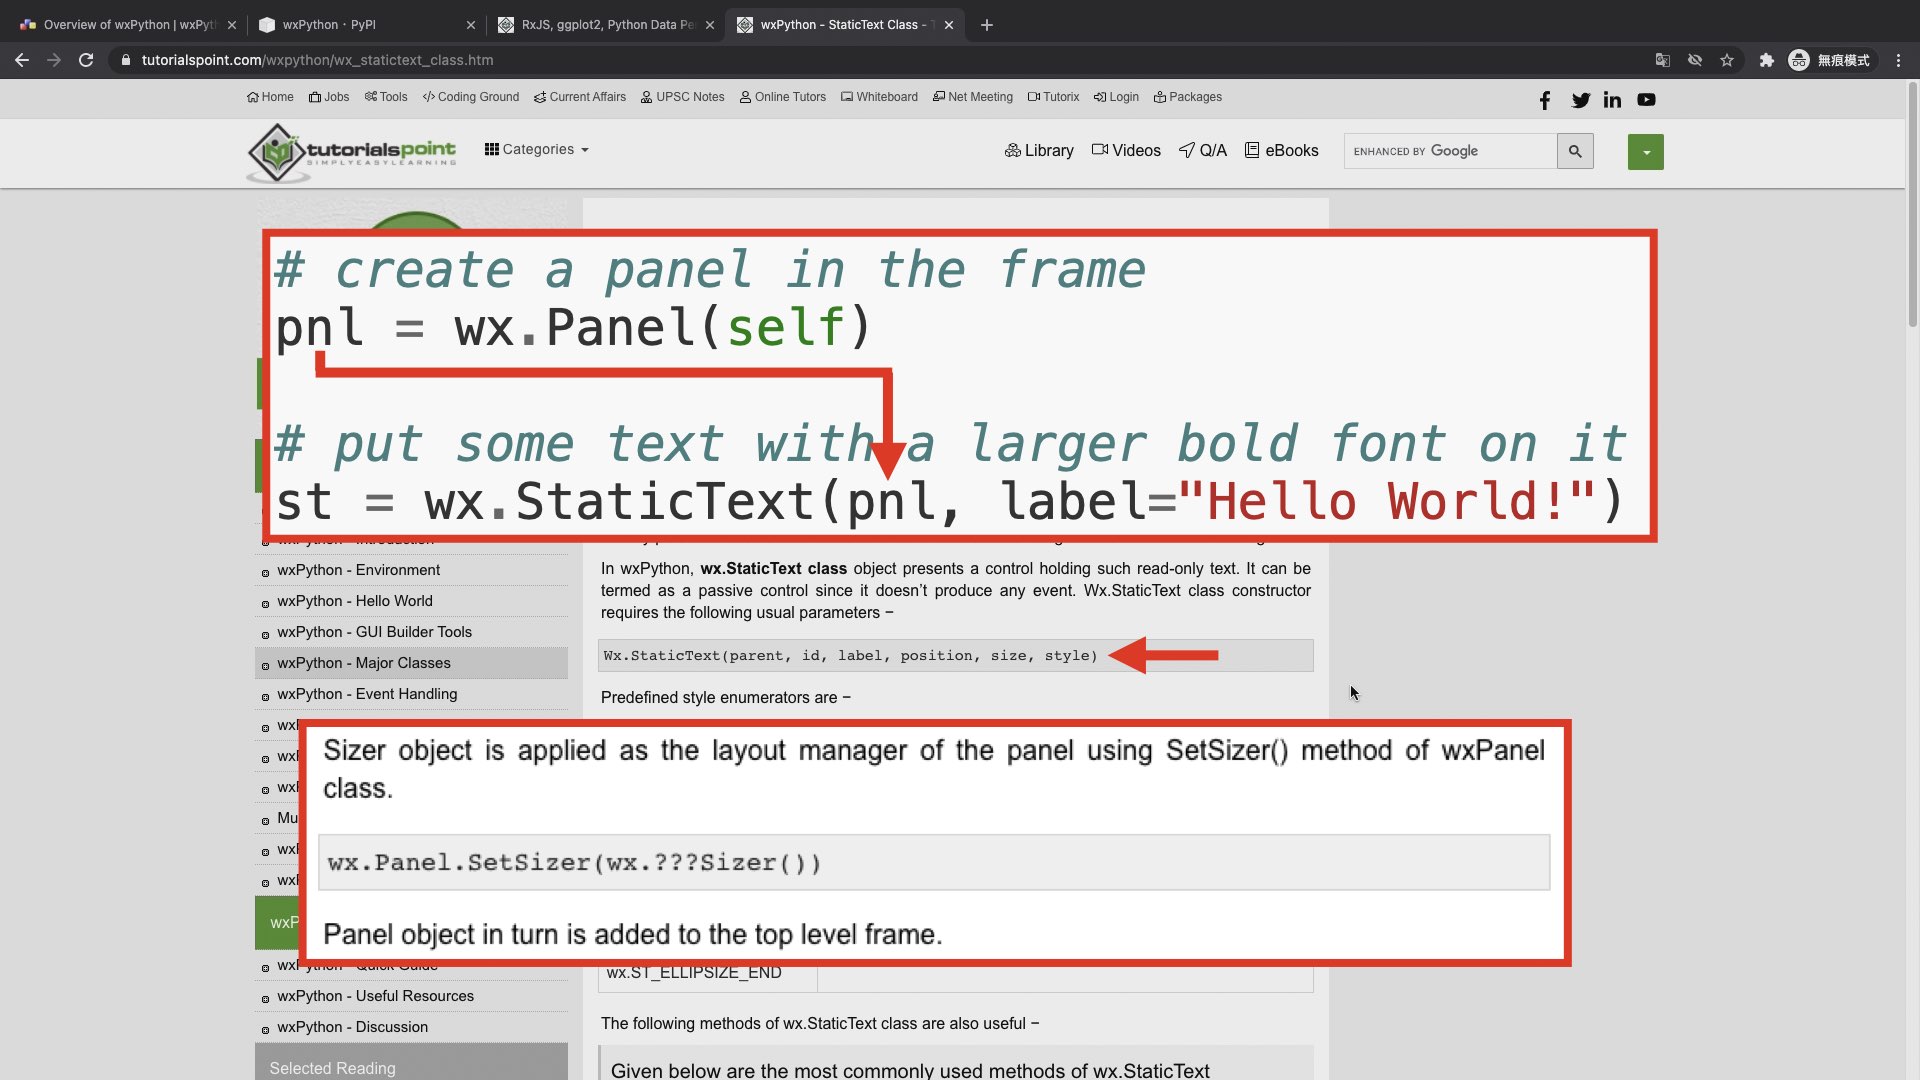 Overview of wxPython | wxPyth
wxPython · PyPI
RxJS, ggplot2, Python Data Per
wxPython - StaticText Class - T
tutorialspoint.com/wxpython/wx_statictext_class.htm
無痕模式
Home Jobs Tools Coding Ground Current Affairs UPSC Notes Online Tutors Whiteboard Net Meeting Tutorix Login Packages
tutorialspoint
SIMPLYEASYLEARNING
Categories
Library Videos Q/A eBooks
ENHANCED BY Google
# create a panel in the frame
pnl = wx.Panel(self)
# put some text with a larger bold font on it
st = wx.StaticText(pnl, label="Hello World!")
wxPython - Environment
wxPython - Hello World
wxPython - GUI Builder Tools
wxPython - Major Classes
wxPython - Event Handling
wxP
wxP
wxP
Mu
wxP
wxP
wxP
wxPython - Quick Guide
wxPython - Useful Resources
wxPython - Discussion
Selected Reading
In wxPython, wx.StaticText class object presents a control holding such read-only text. It can be
termed as a passive control since it doesn’t produce any event. Wx.StaticText class constructor
requires the following usual parameters −
Wx.StaticText(parent, id, label, position, size, style)
Predefined style enumerators are −
Sizer object is applied as the layout manager of the panel using SetSizer() method of wxPanel
class.
wx.Panel.SetSizer(wx.???Sizer())
Panel object in turn is added to the top level frame.
wx.ST_ELLIPSIZE_END
The following methods of wx.StaticText class are also useful −
Given below are the most commonly used methods of wx.StaticText